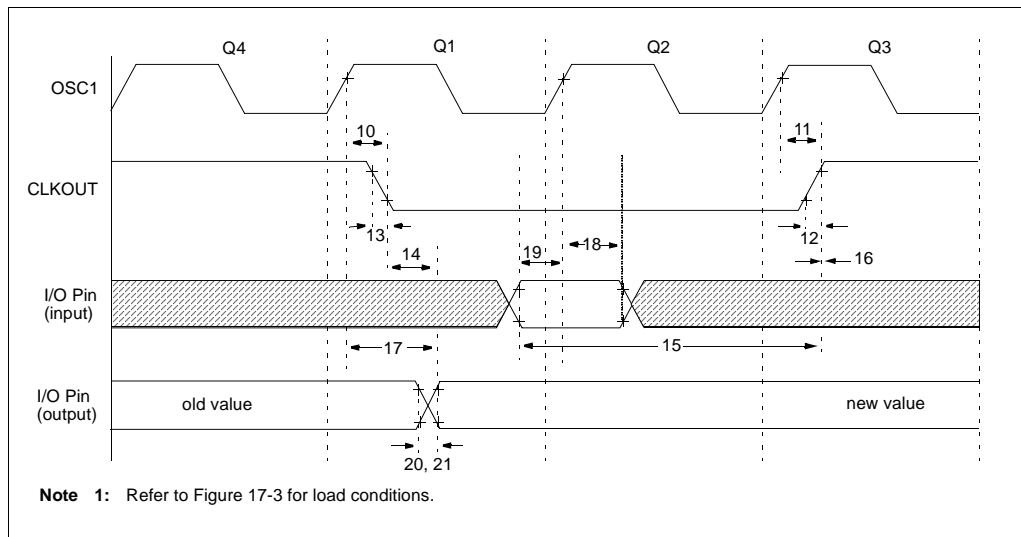 Q4 Q1 Q2 Q3
OSC1
10 11
CLKOUT
13 12
14 19 18 16
I/O Pin
(input)
17 15
I/O Pin
(output)
old value new value
20, 21
Note 1: Refer to Figure 17-3 for load conditions.